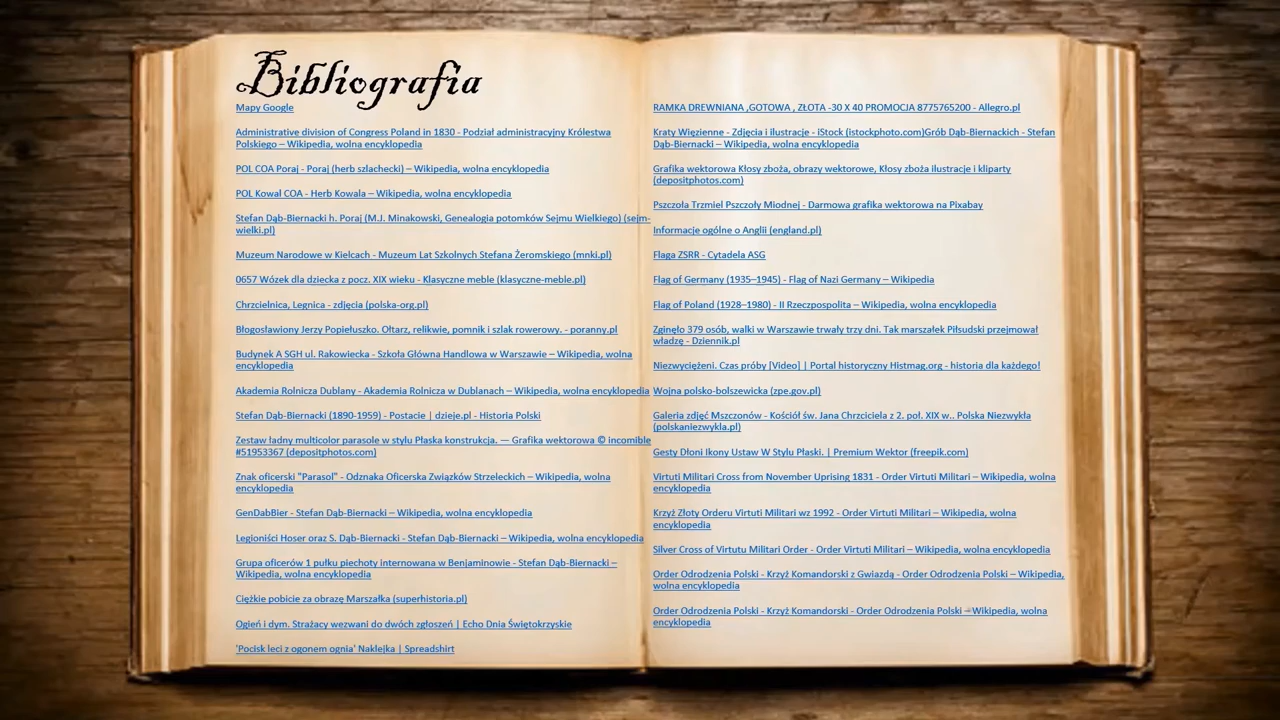 Bibliografia
Mapy Google
Administrative division of Congress Poland in 1830 - Podział administracyjny Królestwa
Polskiego – Wikipedia, wolna encyklopedia
POL COA Poraj - Poraj (herb szlachecki) – Wikipedia, wolna encyklopedia
POL Kowal COA - Herb Kowala – Wikipedia, wolna encyklopedia
Stefan Dąb-Biernacki h. Poraj (M.J. Minakowski, Genealogia potomków Sejmu Wielkiego) (sejm-
wielki.pl)
Muzeum Narodowe w Kielcach - Muzeum Lat Szkolnych Stefana Żeromskiego (mnki.pl)
0657 Wózek dla dziecka z pocz. XIX wieku - Klasyczne meble (klasyczne-meble.pl)
Chrzcielnica, Legnica - zdjęcia (polska-org.pl)
Błogosławiony Jerzy Popiełuszko. Ołtarz, relikwie, pomnik i szlak rowerowy. - poranny.pl
Budynek A SGH ul. Rakowiecka - Szkoła Główna Handlowa w Warszawie – Wikipedia, wolna
encyklopedia
Akademia Rolnicza Dublany - Akademia Rolnicza w Dublanach – Wikipedia, wolna encyklopedia
Stefan Dąb-Biernacki (1890-1959) - Postacie | dzieje.pl - Historia Polski
Zestaw ładny multicolor parasole w stylu Płaska konstrukcja. — Grafika wektorowa © incomible
#51953367 (depositphotos.com)
Znak oficerski "Parasol" - Odznaka Oficerska Związków Strzeleckich – Wikipedia, wolna
encyklopedia
GenDabBier - Stefan Dąb-Biernacki – Wikipedia, wolna encyklopedia
Legioniści Hoser oraz S. Dąb-Biernacki - Stefan Dąb-Biernacki – Wikipedia, wolna encyklopedia
Grupa oficerów 1 pułku piechoty internowana w Benjaminowie - Stefan Dąb-Biernacki –
Wikipedia, wolna encyklopedia
Ciężkie pobicie za obrazę Marszałka (superhistoria.pl)
Ogień i dym. Strażacy wezwani do dwóch zgłoszeń | Echo Dnia Świętokrzyskie
'Pocisk leci z ogonem ognia' Naklejka | Spreadshirt
RAMKA DREWNIANA ,GOTOWA , ZŁOTA -30 X 40 PROMOCJA 8775765200 - Allegro.pl
Kraty Więzienne - Zdjęcia i ilustracje - iStock (istockphoto.com)Grób Dąb-Biernackich - Stefan
Dąb-Biernacki – Wikipedia, wolna encyklopedia
Grafika wektorowa Kłosy zboża, obrazy wektorowe, Kłosy zboża ilustracje i kliparty
(depositphotos.com)
Pszczoła Trzmiel Pszczoły Miodnej - Darmowa grafika wektorowa na Pixabay
Informacje ogólne o Anglii (england.pl)
Flaga ZSRR - Cytadela ASG
Flag of Germany (1935–1945) - Flag of Nazi Germany – Wikipedia
Flag of Poland (1928–1980) - II Rzeczpospolita – Wikipedia, wolna encyklopedia
Zginęło 379 osób, walki w Warszawie trwały trzy dni. Tak marszałek Piłsudski przejmował
władzę - Dziennik.pl
Niezwyciężeni. Czas próby [Video] | Portal historyczny Histmag.org - historia dla każdego!
Wojna polsko-bolszewicka (zpe.gov.pl)
Galeria zdjęć Mszczonów - Kościół św. Jana Chrzciciela z 2. poł. XIX w.. Polska Niezwykła
(polskaniezwykla.pl)
Gesty Dłoni Ikony Ustaw W Stylu Płaski. | Premium Wektor (freepik.com)
Virtuti Militari Cross from November Uprising 1831 - Order Virtuti Militari – Wikipedia, wolna
encyklopedia
Krzyż Złoty Orderu Virtuti Militari wz 1992 - Order Virtuti Militari – Wikipedia, wolna
encyklopedia
Silver Cross of Virtutu Militari Order - Order Virtuti Militari – Wikipedia, wolna encyklopedia
Order Odrodzenia Polski - Krzyż Komandorski z Gwiazdą - Order Odrodzenia Polski – Wikipedia,
wolna encyklopedia
Order Odrodzenia Polski - Krzyż Komandorski - Order Odrodzenia Polski – Wikipedia, wolna
encyklopedia